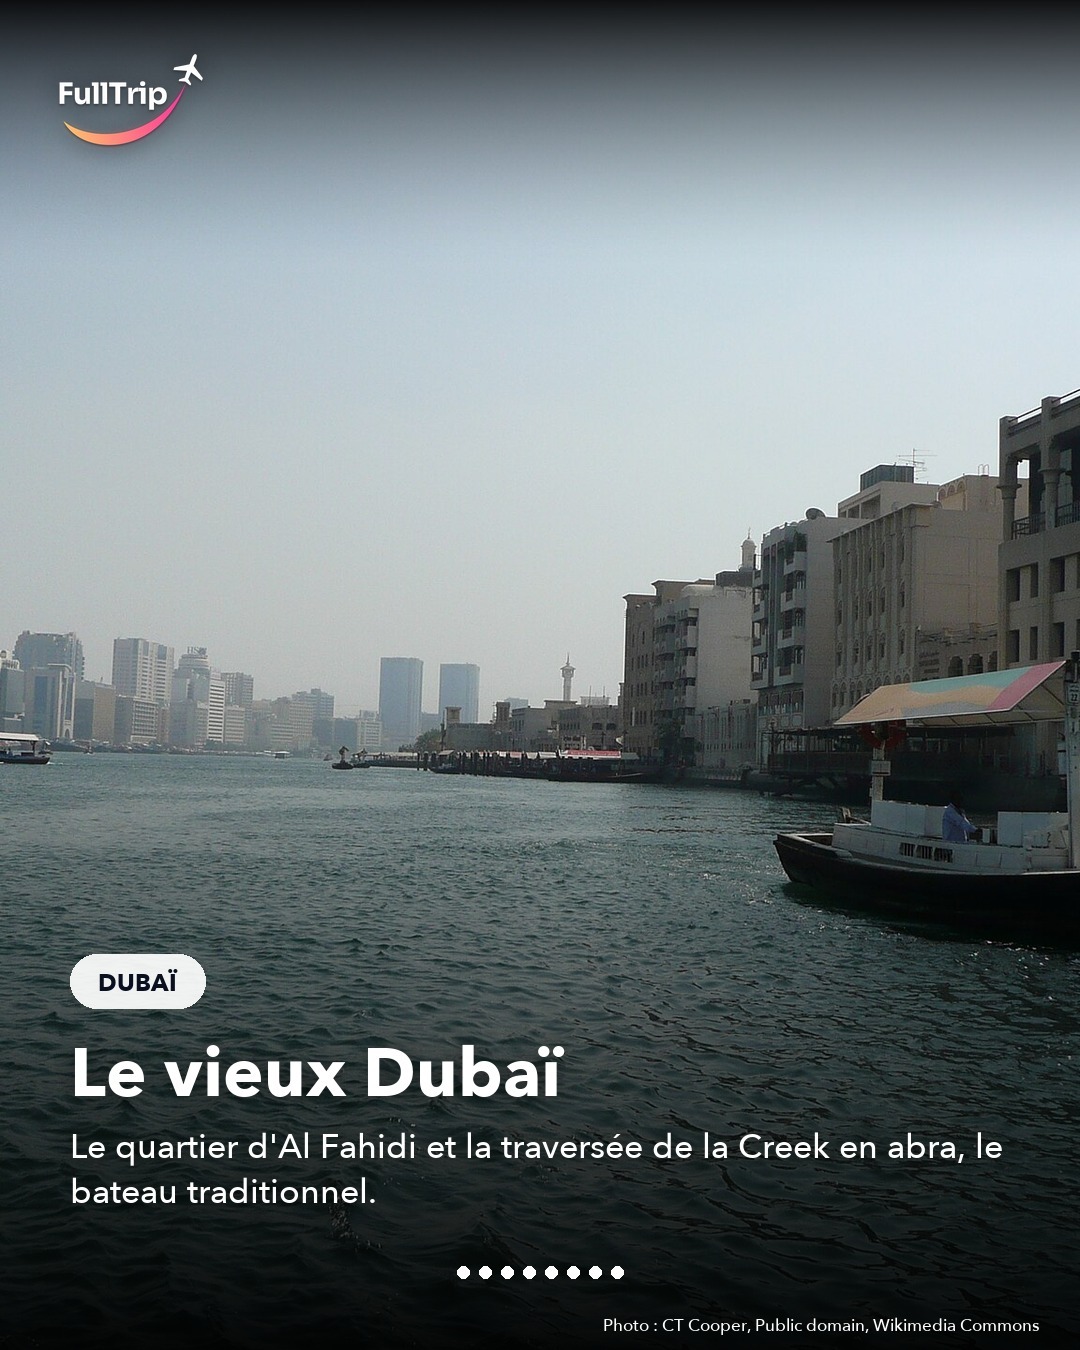 FullTrip
DUBAÏ
Le vieux Dubaï
Le quartier d'Al Fahidi et la traversée de la Creek en abra, le
bateau traditionnel.
Photo : CT Cooper, Public domain, Wikimedia Commons